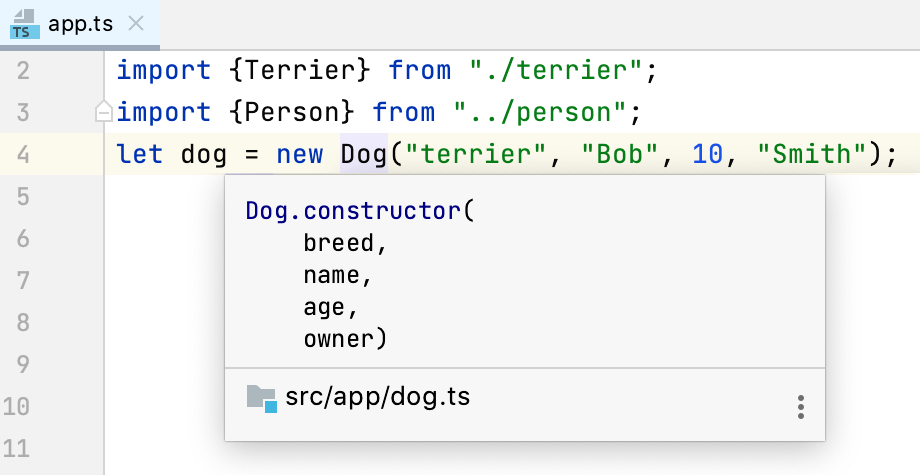 TS app.ts
2 import {Terrier} from "./terrier";
3 import {Person} from "../person";
4 let dog = new Dog("terrier", "Bob", 10, "Smith");
5
Dog.constructor(
6 breed,
7 name,
8 age,
owner)
9
10 src/app/dog.ts
11